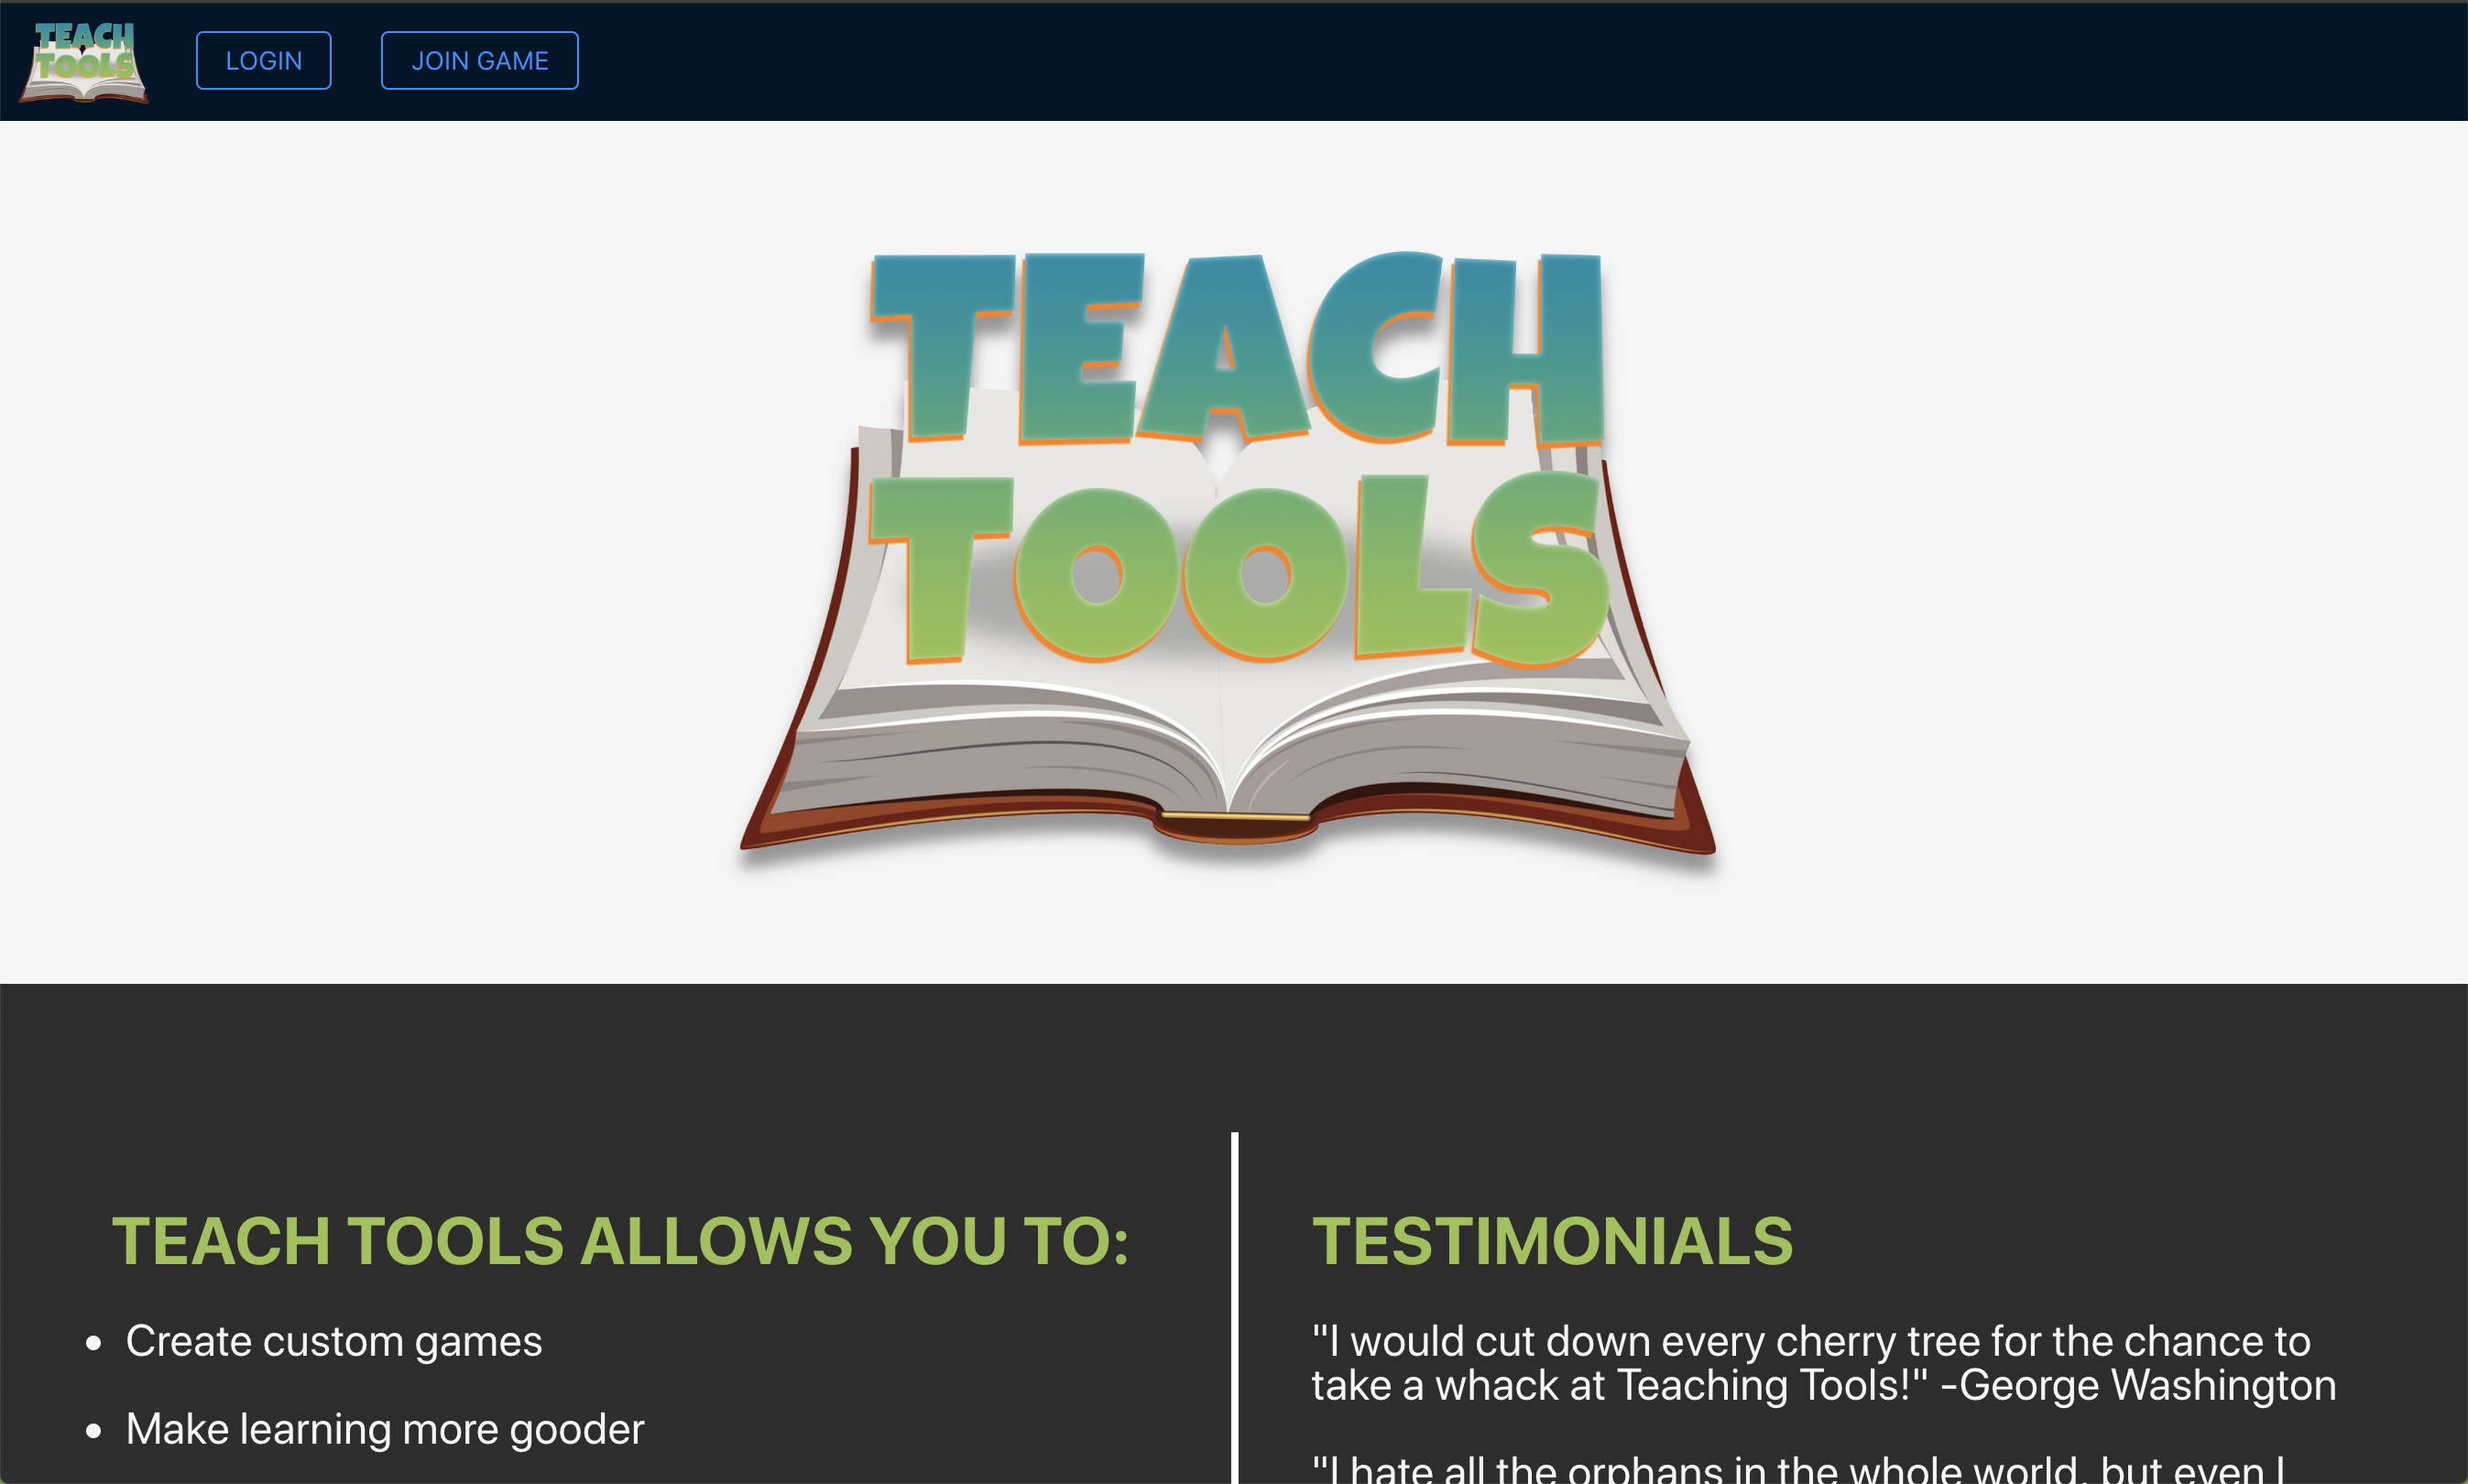 TEACH
TOOLS
LOGIN
JOIN GAME
TEACH
TOOLS
TEACH TOOLS ALLOWS YOU TO:
• Create custom games
• Make learning more gooder
TESTIMONIALS
"I would cut down every cherry tree for the chance to
take a whack at Teaching Tools!" -George Washington
"I hate all the orphans in the whole world, but even I